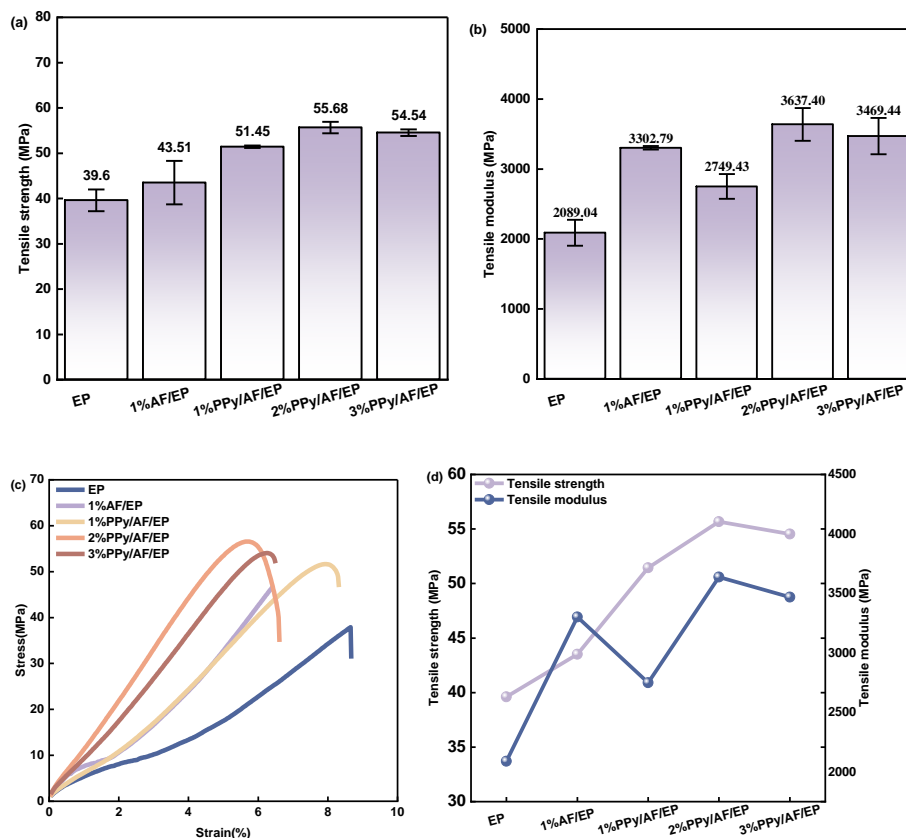 (a)
80
70
60
50
40
30
20
10
0
Tensile strength (MPa)
39.6
43.51
51.45
55.68
54.54
EP
1%AF/EP
1%PPy/AF/EP
2%PPy/AF/EP
3%PPy/AF/EP
(b)
5000
4000
3000
2000
1000
0
Tensile modulus (MPa)
2089.04
3302.79
2749.43
3637.40
3469.44
EP
1%AF/EP
1%PPy/AF/EP
2%PPy/AF/EP
3%PPy/AF/EP
(c)
EP
1%AF/EP
1%PPy/AF/EP
2%PPy/AF/EP
3%PPy/AF/EP
70
60
50
40
30
20
10
0
Stress(MPa)
0 2 4 6 8 10
Strain(%)
(d)
Tensile strength
Tensile modulus
60
55
50
45
40
35
30
Tensile strength (MPa)
4500
4000
3500
3000
2500
2000
Tensile modulus (MPa)
EP
1%AF/EP
1%PPy/AF/EP
2%PPy/AF/EP
3%PPy/AF/EP